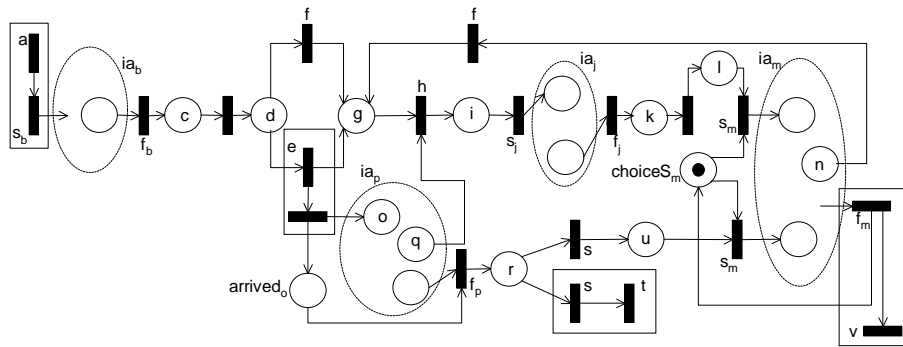 f
f
a
ia_b
ia_j
l
ia_m
h
s_b
c
d
g
i
k
s_j
f_j
s_m
n
f_b
e
choiceS_m
ia_p
o
q
f_m
r
s
u
s_m
arrived_o
f_p
s
t
v